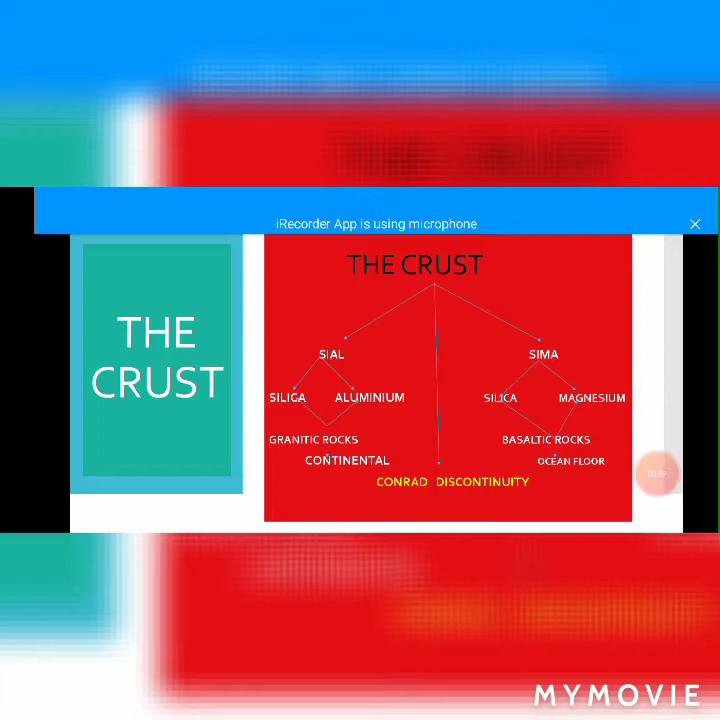 iRecorder App is using microphone
THE
CRUST
THE CRUST
SIAL
SIMA
SILICA
ALUMINIUM
SILICA
MAGNESIUM
GRANITIC ROCKS
BASALTIC ROCKS
CONTINENTAL
OCEAN FLOOR
CONRAD DISCONTINUITY
MYMOVIE